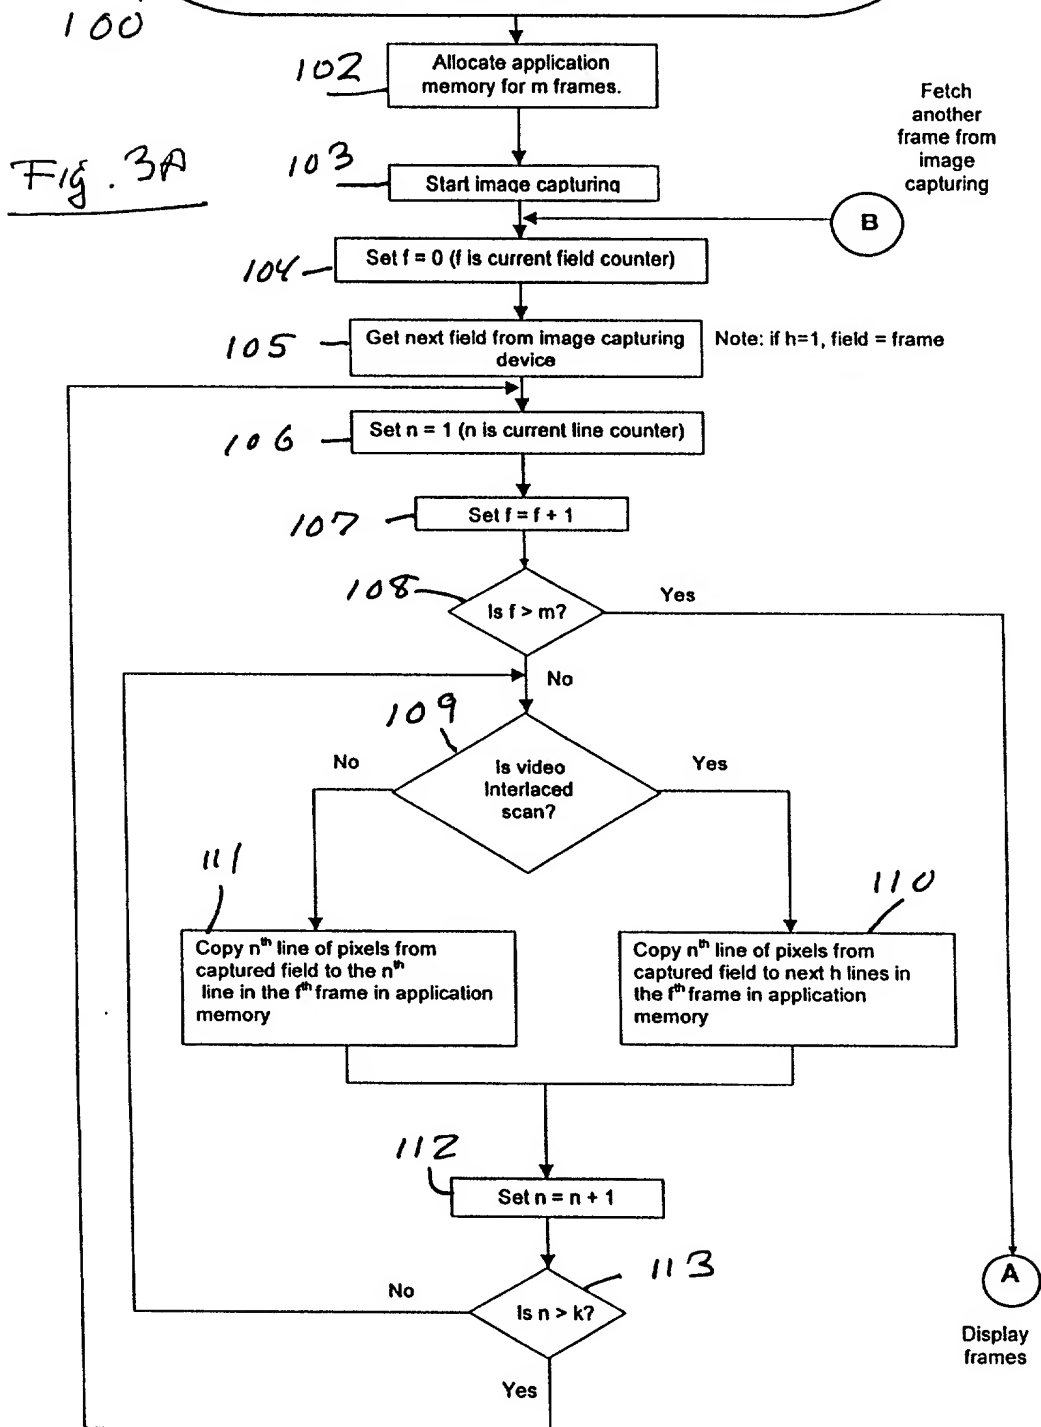 100
102
Allocate application
memory for m frames.
Fetch
another
frame from
image
capturing
Fig. 3A
103
Start image capturing
B
104
Set f = 0 (f is current field counter)
105
Get next field from image capturing
device
Note: if h=1, field = frame
106
Set n = 1 (n is current line counter)
107
Set f = f + 1
108
Is f > m?
Yes
No
109
No
Is video
Interlaced
scan?
Yes
111
110
Copy nth line of pixels from
captured field to the nth
line in the fth frame in application
memory
Copy nth line of pixels from
captured field to next h lines in
the fth frame in application
memory
112
Set n = n + 1
113
No
Is n > k?
A
Display
frames
Yes